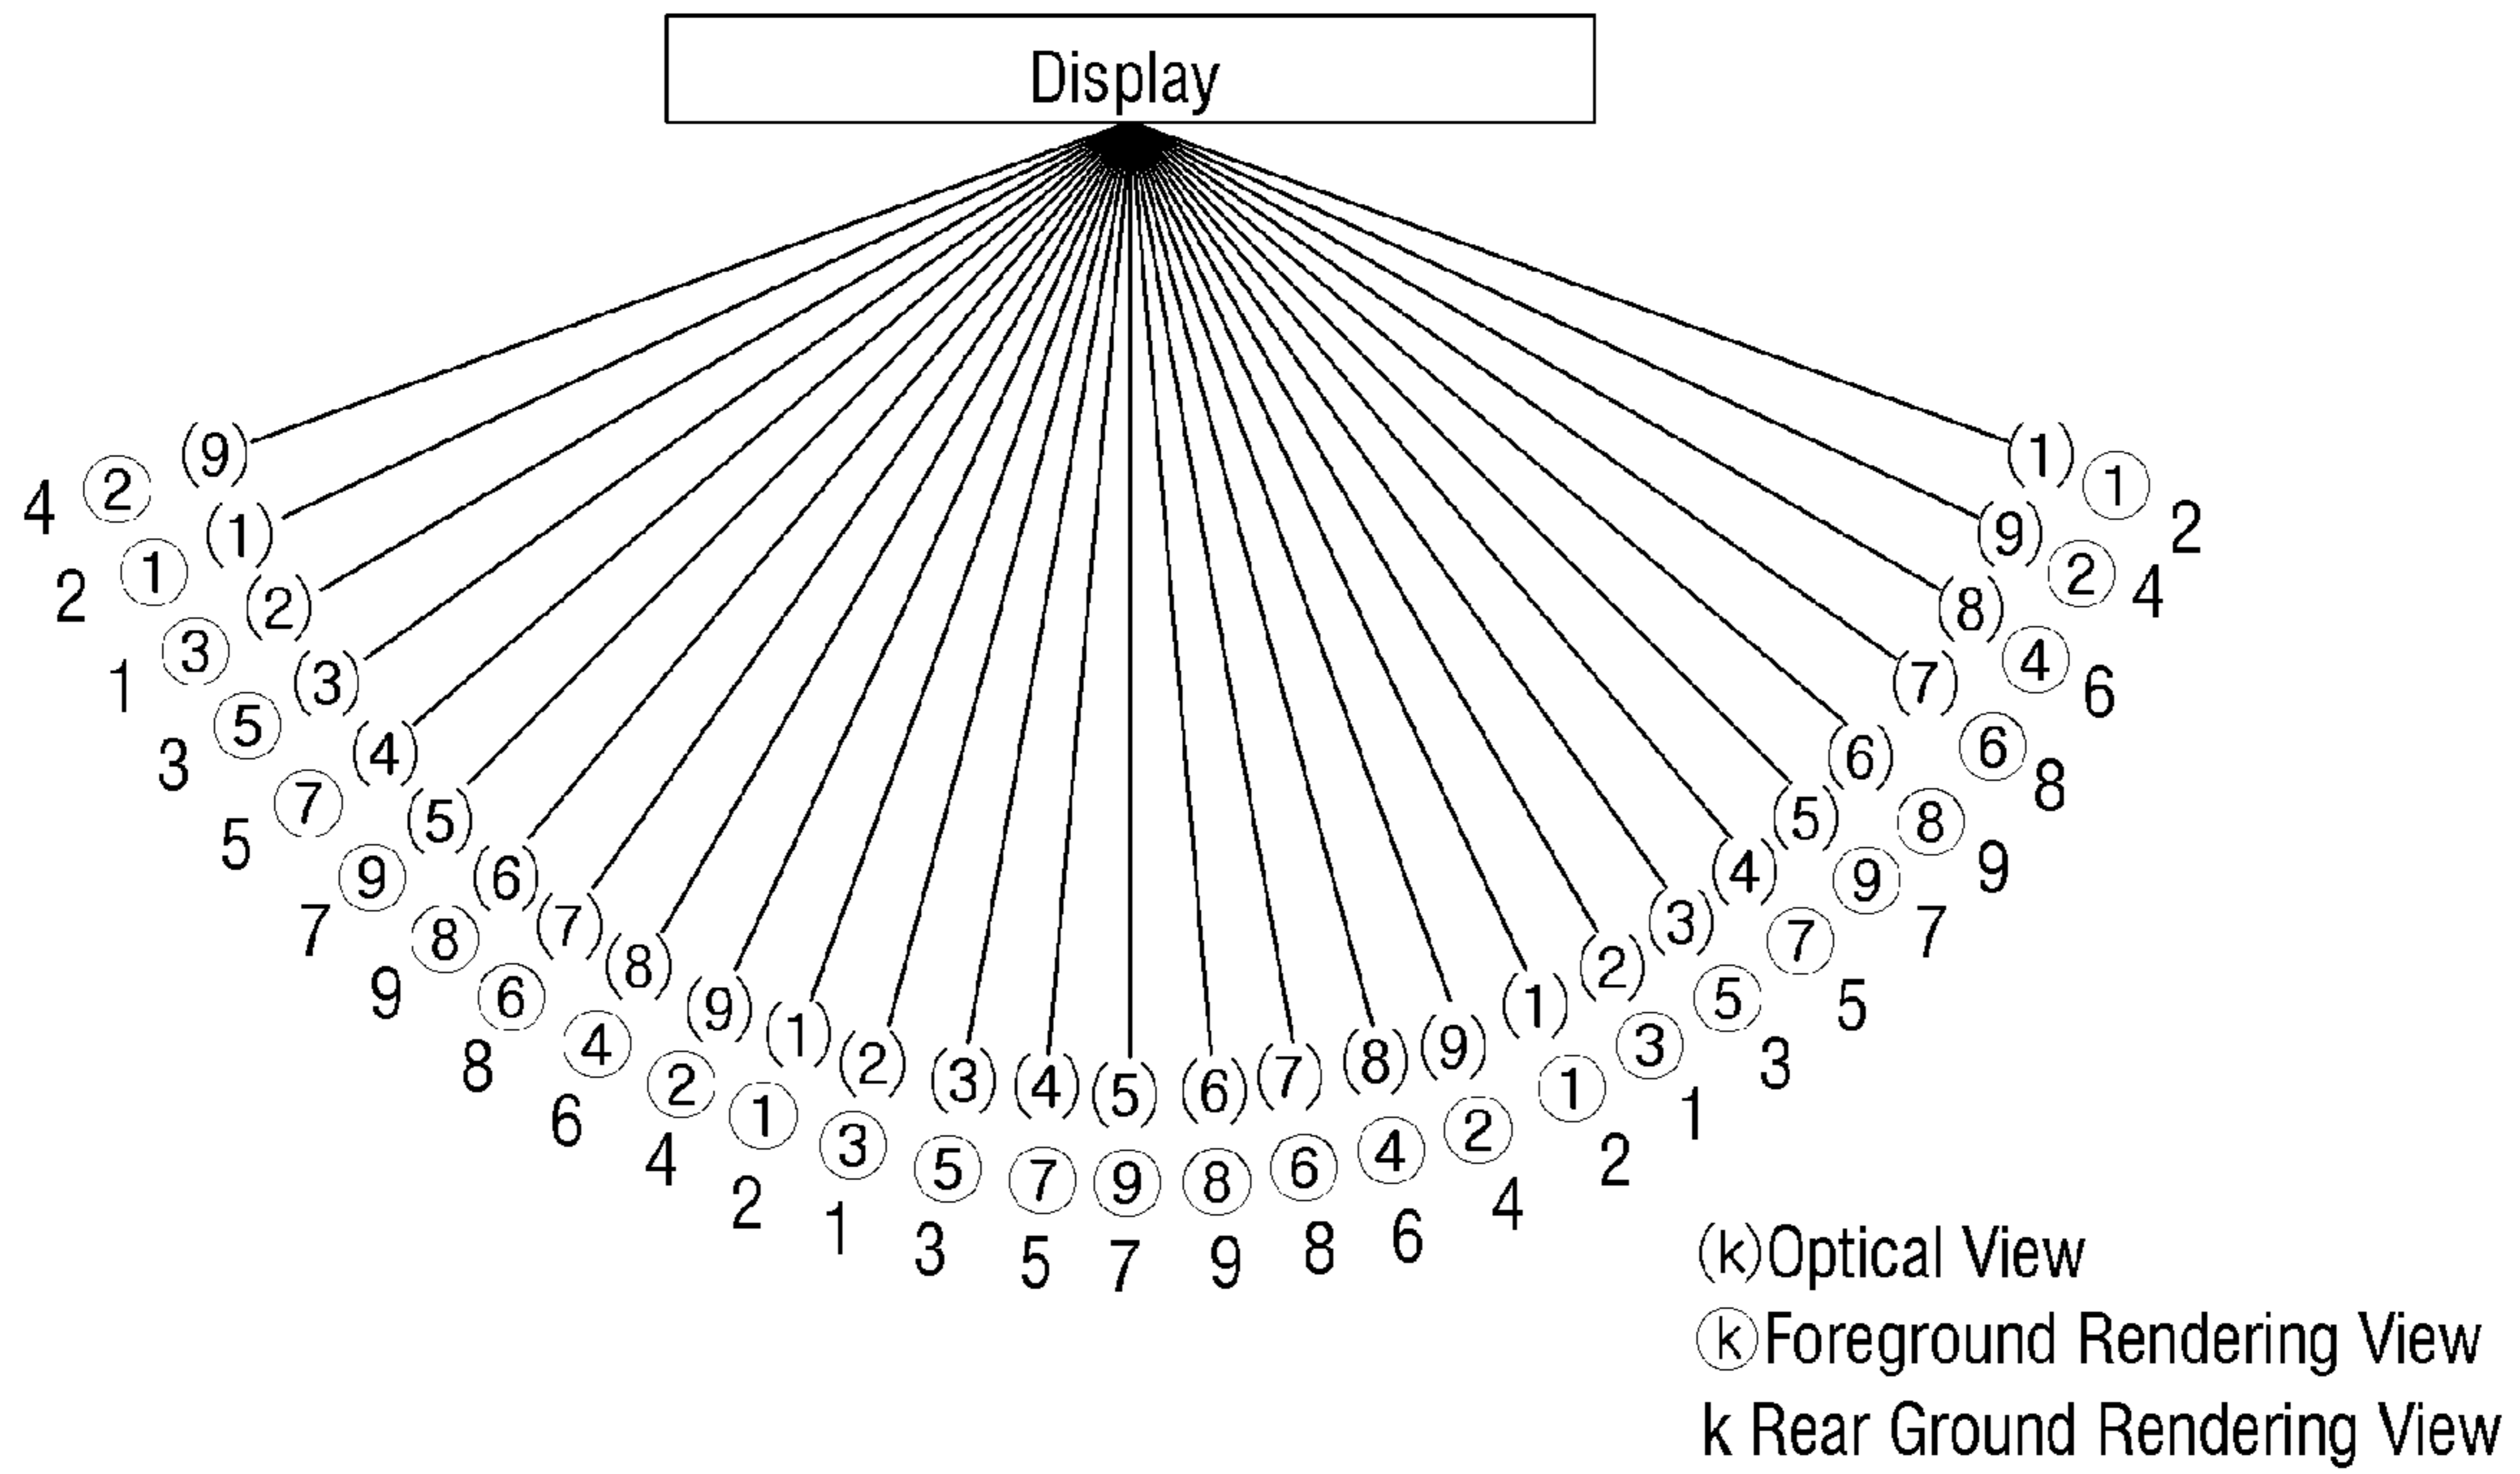 Display
(9) (1) (2) (3) (4) (5) (6) (7) (8) (9) (1) (2) (3) (4) (5) (6) (7) (8) (9) (1) (2) (3) (4) (5) (6) (7) (8) (9) (1)
② ① ③ ⑤ ⑦ ⑨ ⑧ ⑥ ④ ② ① ③ ⑤ ⑦ ⑨ ⑧ ⑥ ④ ② ① ③ ⑤ ⑦ ⑨ ⑧ ⑥ ④ ② ①
4 2 1 3 5 7 9 8 6 4 2 1 3 5 7 9 8 6 4 2 1 3 5 7 9 8 6 4 2
(k) Optical View
ⓚ Foreground Rendering View
k Rear Ground Rendering View